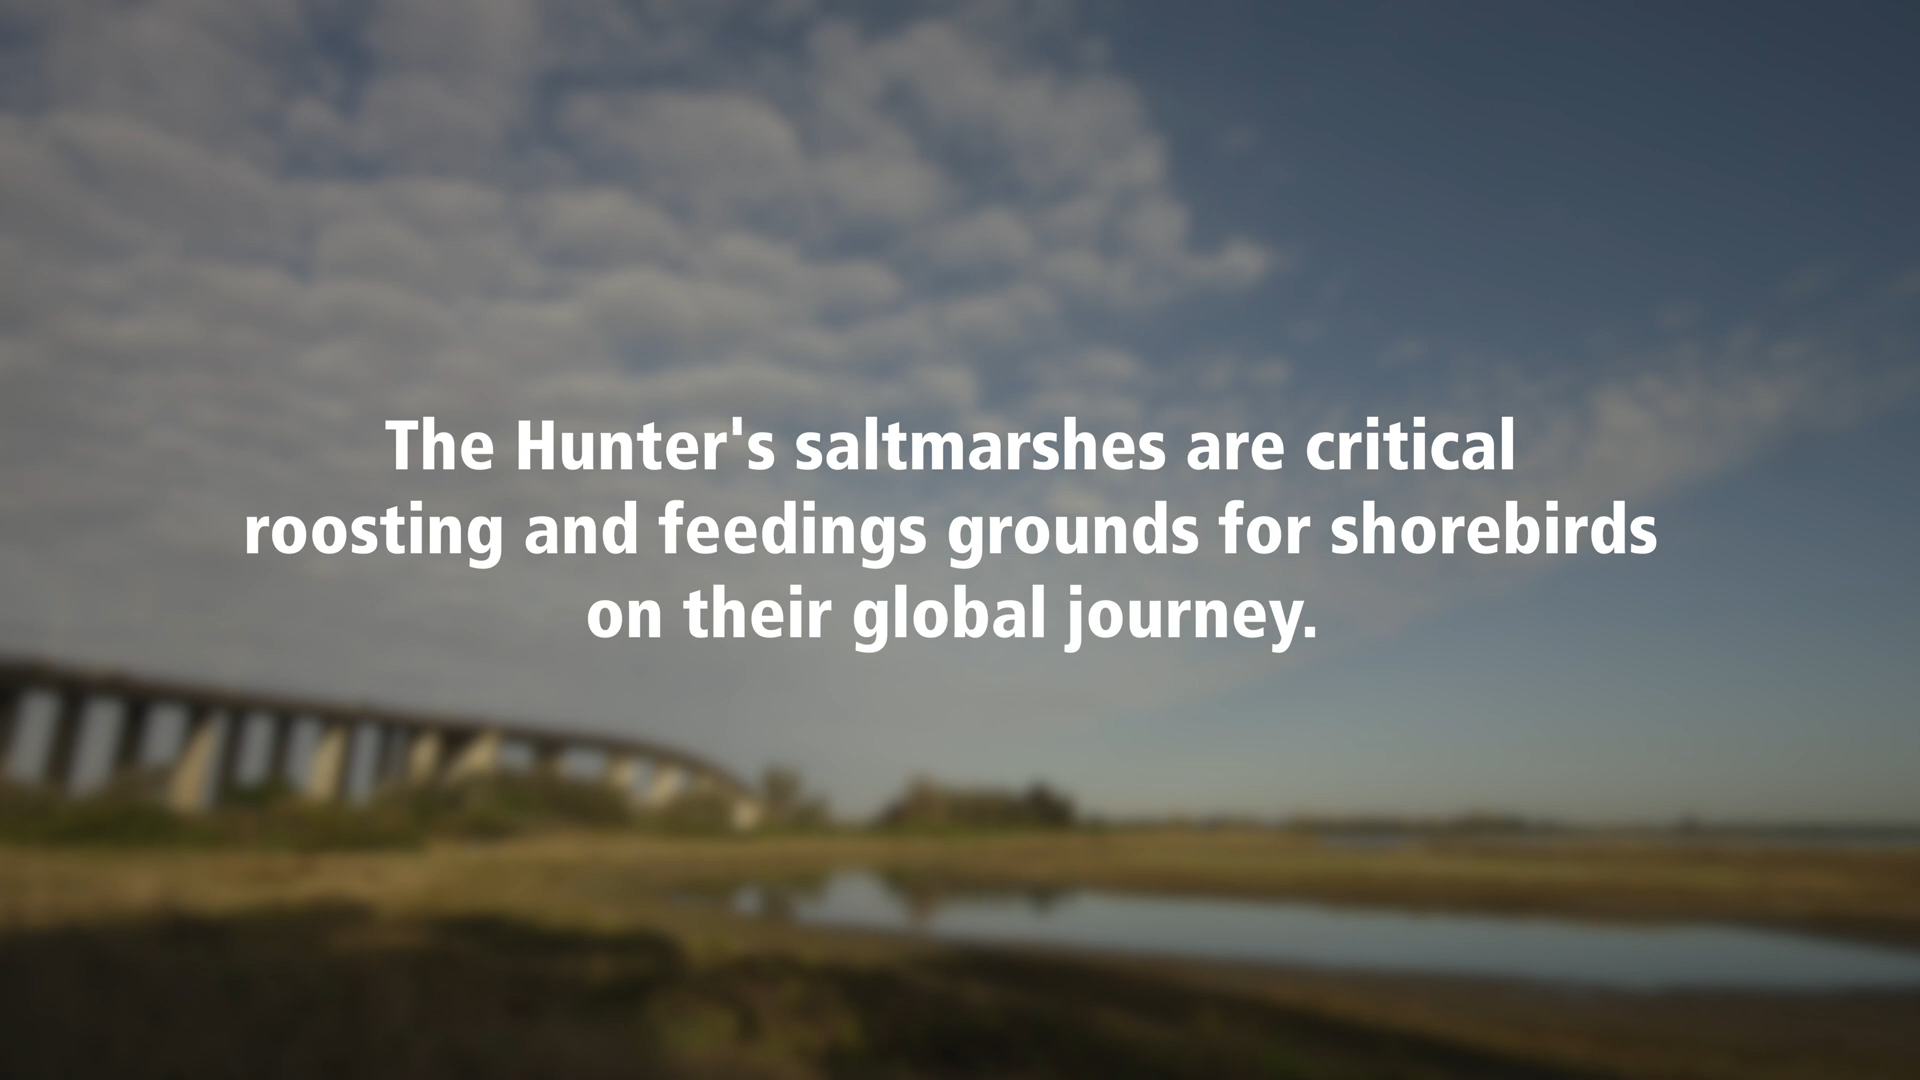 The Hunter's saltmarshes are critical
roosting and feedings grounds for shorebirds
on their global journey.